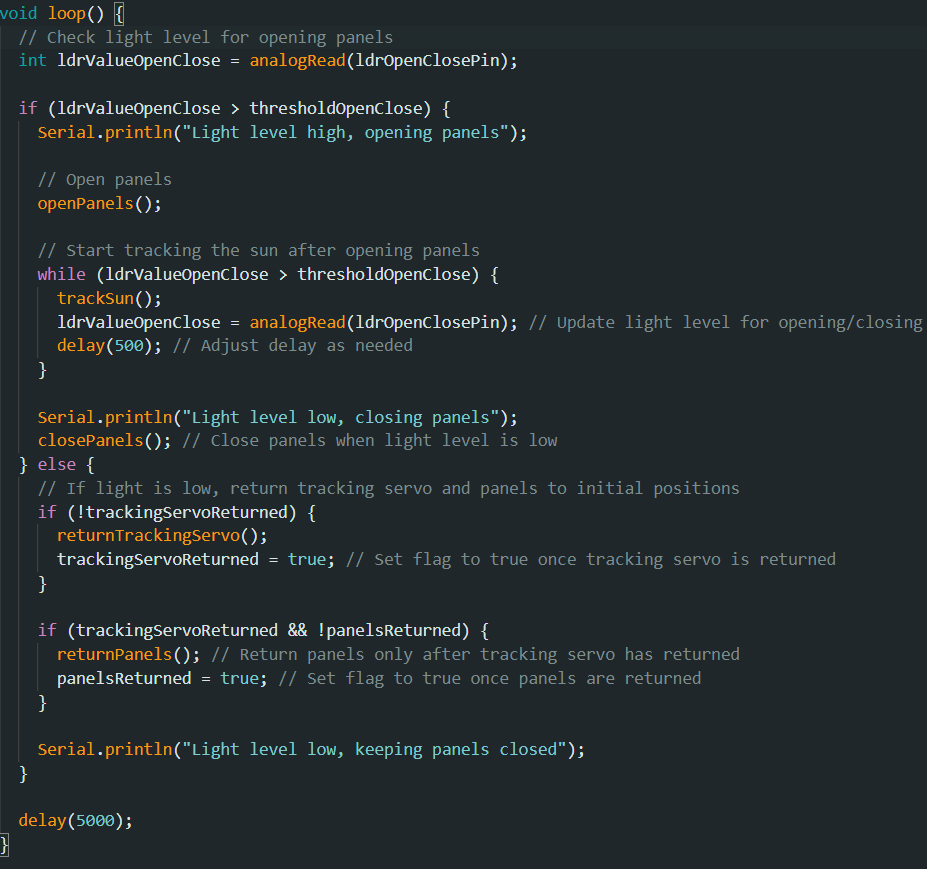 void loop() {
// Check light level for opening panels
int ldrValueOpenClose = analogRead(ldrOpenClosePin);
if (ldrValueOpenClose > thresholdOpenClose) {
Serial.println("Light level high, opening panels");
// Open panels
openPanels();
// Start tracking the sun after opening panels
while (ldrValueOpenClose > thresholdOpenClose) {
trackSun();
ldrValueOpenClose = analogRead(ldrOpenClosePin); // Update light level for opening/closing
delay(500); // Adjust delay as needed
}
Serial.println("Light level low, closing panels");
closePanels(); // Close panels when light level is low
} else {
// If light is low, return tracking servo and panels to initial positions
if (!trackingServoReturned) {
returnTrackingServo();
trackingServoReturned = true; // Set flag to true once tracking servo is returned
}
if (trackingServoReturned && !panelsReturned) {
returnPanels(); // Return panels only after tracking servo has returned
panelsReturned = true; // Set flag to true once panels are returned
}
Serial.println("Light level low, keeping panels closed");
}
delay(5000);
}